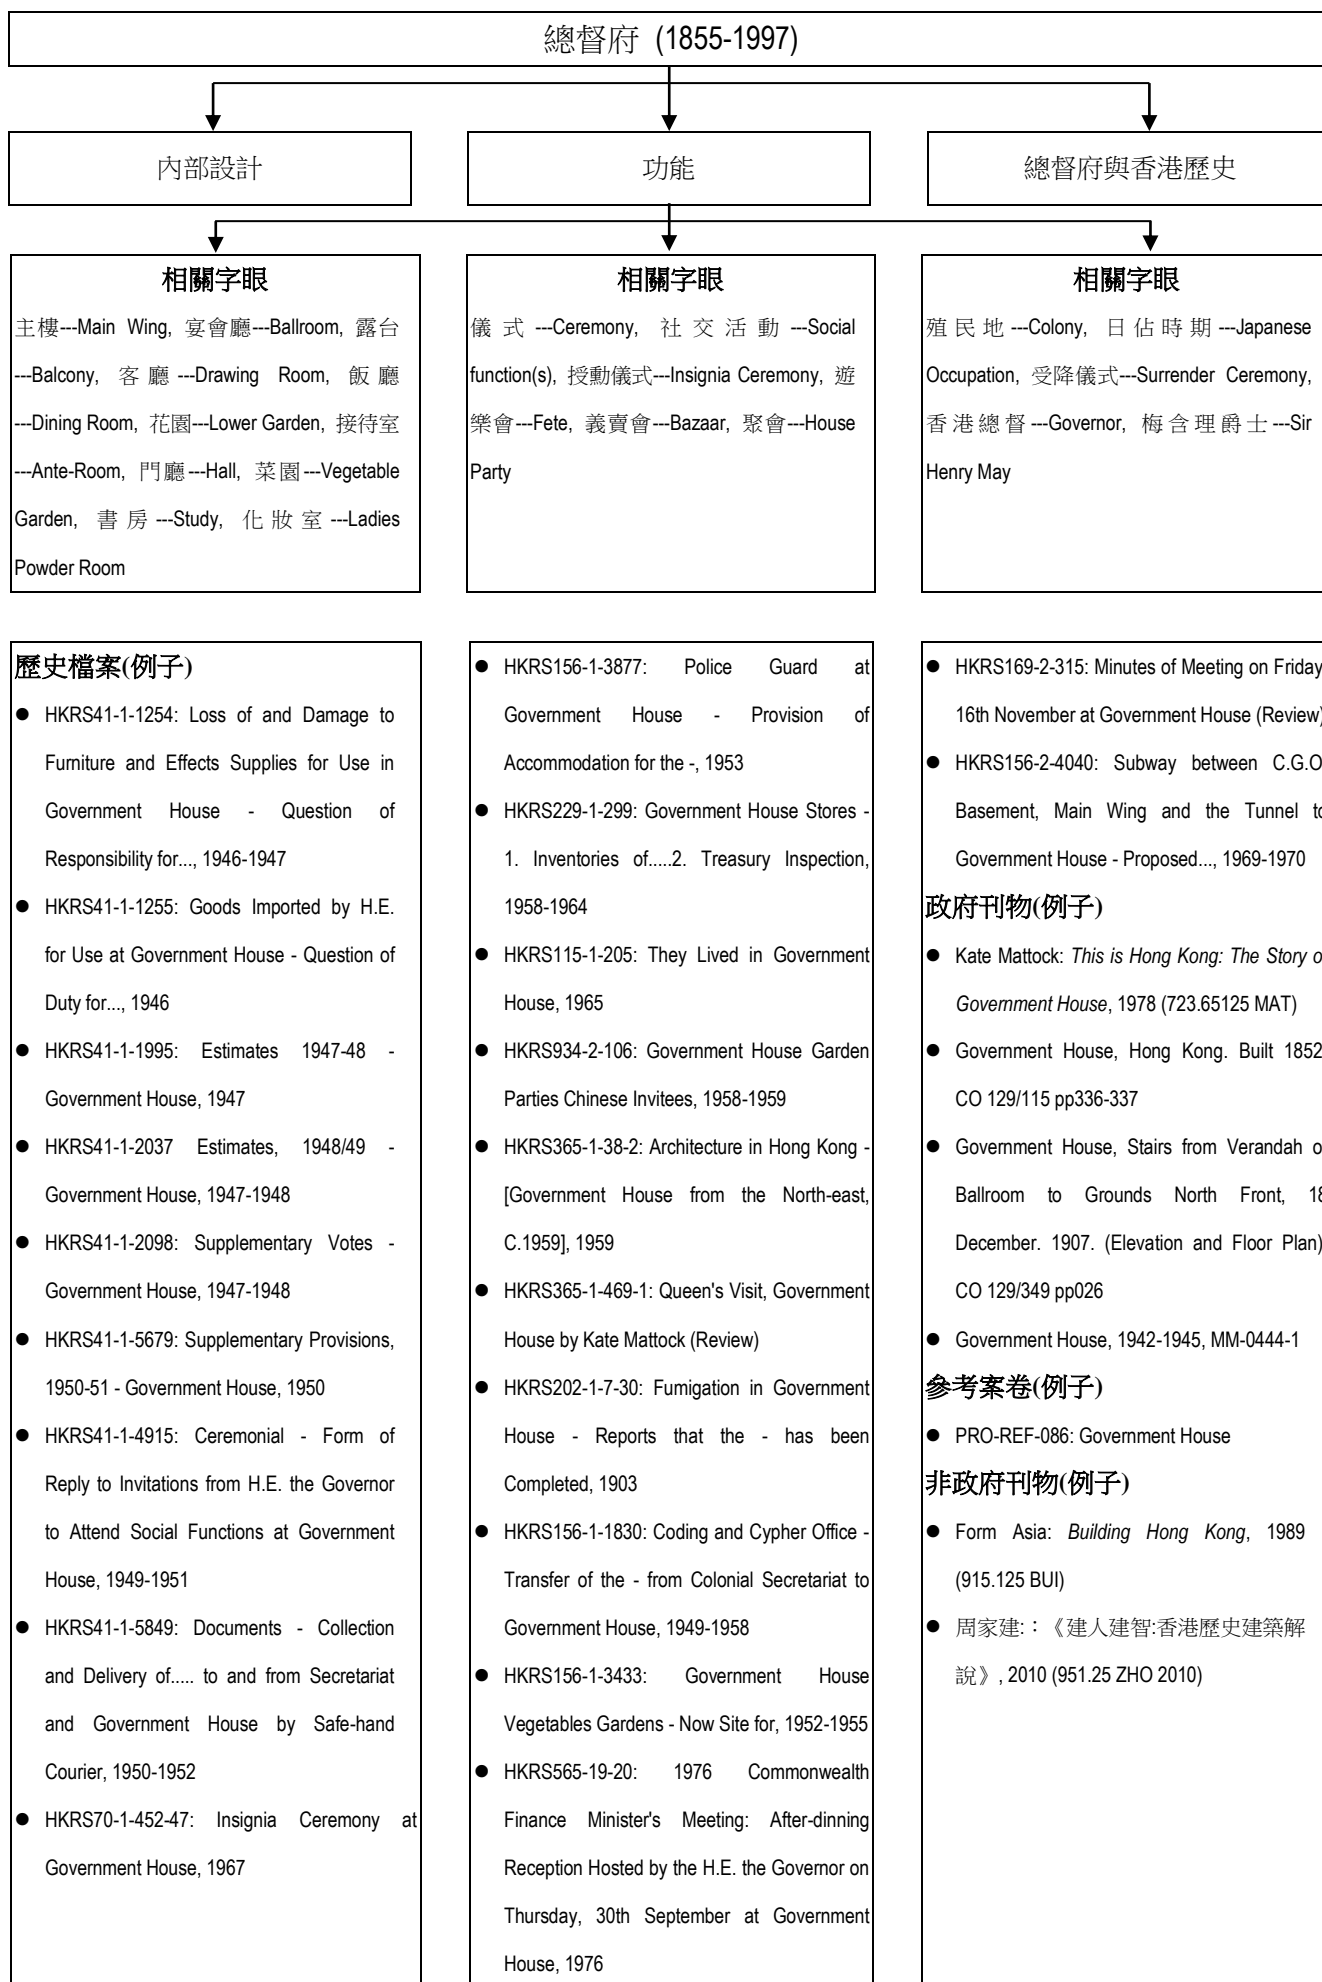 總督府 (1855-1997)
內部設計
功能
總督府與香港歷史
相關字眼
主樓---Main Wing, 宴會廳---Ballroom, 露台
---Balcony, 客廳---Drawing Room, 飯廳
---Dining Room, 花園---Lower Garden, 接待室
---Ante-Room, 門廳---Hall, 菜園---Vegetable
Garden, 書房---Study, 化妝室---Ladies
Powder Room
相關字眼
儀式---Ceremony, 社交活動---Social
function(s), 授勳儀式---Insignia Ceremony, 遊
樂會---Fete, 義賣會---Bazaar, 聚會---House
Party
相關字眼
殖民地---Colony, 日佔時期---Japanese
Occupation, 受降儀式---Surrender Ceremony,
香港總督---Governor, 梅含理爵士---Sir
Henry May
歷史檔案(例子)
● HKRS41-1-1254: Loss of and Damage to
Furniture and Effects Supplies for Use in
Government House - Question of
Responsibility for..., 1946-1947
● HKRS41-1-1255: Goods Imported by H.E.
for Use at Government House - Question of
Duty for..., 1946
● HKRS41-1-1995: Estimates 1947-48 -
Government House, 1947
● HKRS41-1-2037 Estimates, 1948/49 -
Government House, 1947-1948
● HKRS41-1-2098: Supplementary Votes -
Government House, 1947-1948
● HKRS41-1-5679: Supplementary Provisions,
1950-51 - Government House, 1950
● HKRS41-1-4915: Ceremonial - Form of
Reply to Invitations from H.E. the Governor
to Attend Social Functions at Government
House, 1949-1951
● HKRS41-1-5849: Documents - Collection
and Delivery of..... to and from Secretariat
and Government House by Safe-hand
Courier, 1950-1952
● HKRS70-1-452-47: Insignia Ceremony at
Government House, 1967
● HKRS156-1-3877: Police Guard at
Government House - Provision of
Accommodation for the -, 1953
● HKRS229-1-299: Government House Stores -
1. Inventories of.....2. Treasury Inspection,
1958-1964
● HKRS115-1-205: They Lived in Government
House, 1965
● HKRS934-2-106: Government House Garden
Parties Chinese Invitees, 1958-1959
● HKRS365-1-38-2: Architecture in Hong Kong -
[Government House from the North-east,
C.1959], 1959
● HKRS365-1-469-1: Queen's Visit, Government
House by Kate Mattock (Review)
● HKRS202-1-7-30: Fumigation in Government
House - Reports that the - has been
Completed, 1903
● HKRS156-1-1830: Coding and Cypher Office -
Transfer of the - from Colonial Secretariat to
Government House, 1949-1958
● HKRS156-1-3433: Government House
Vegetables Gardens - Now Site for, 1952-1955
● HKRS565-19-20: 1976 Commonwealth
Finance Minister's Meeting: After-dinning
Reception Hosted by the H.E. the Governor on
Thursday, 30th September at Government
House, 1976
● HKRS169-2-315: Minutes of Meeting on Friday
16th November at Government House (Review)
● HKRS156-2-4040: Subway between C.G.O
Basement, Main Wing and the Tunnel to
Government House - Proposed..., 1969-1970
政府刊物(例子)
● Kate Mattock: This is Hong Kong: The Story o
Government House, 1978 (723.65125 MAT)
● Government House, Hong Kong. Built 1852
CO 129/115 pp336-337
● Government House, Stairs from Verandah o
Ballroom to Grounds North Front, 18
December. 1907. (Elevation and Floor Plan)
CO 129/349 pp026
● Government House, 1942-1945, MM-0444-1
參考案卷(例子)
● PRO-REF-086: Government House
非政府刊物(例子)
● Form Asia: Building Hong Kong, 1989
(915.125 BUI)
● 周家建:：《建人建智:香港歷史建築解
說》, 2010 (951.25 ZHO 2010)